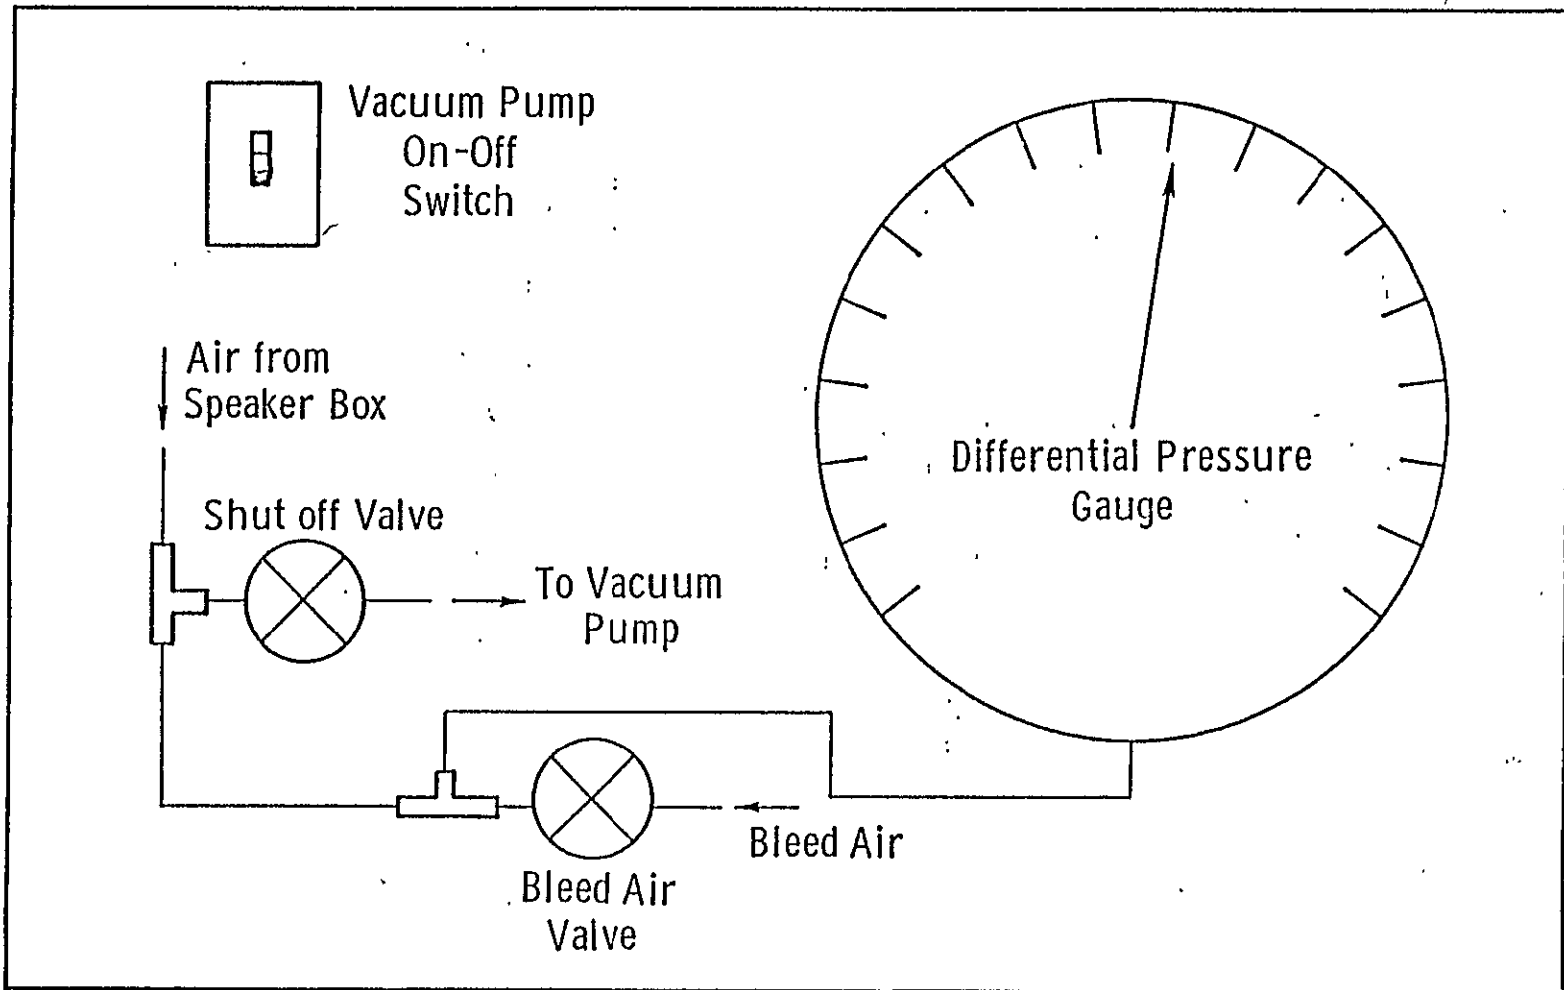 Vacuum Pump
On-Off
Switch
Air from
Speaker Box
Shut off Valve
To Vacuum
Pump
Differential Pressure
Gauge
Bleed Air
Bleed Air
Valve